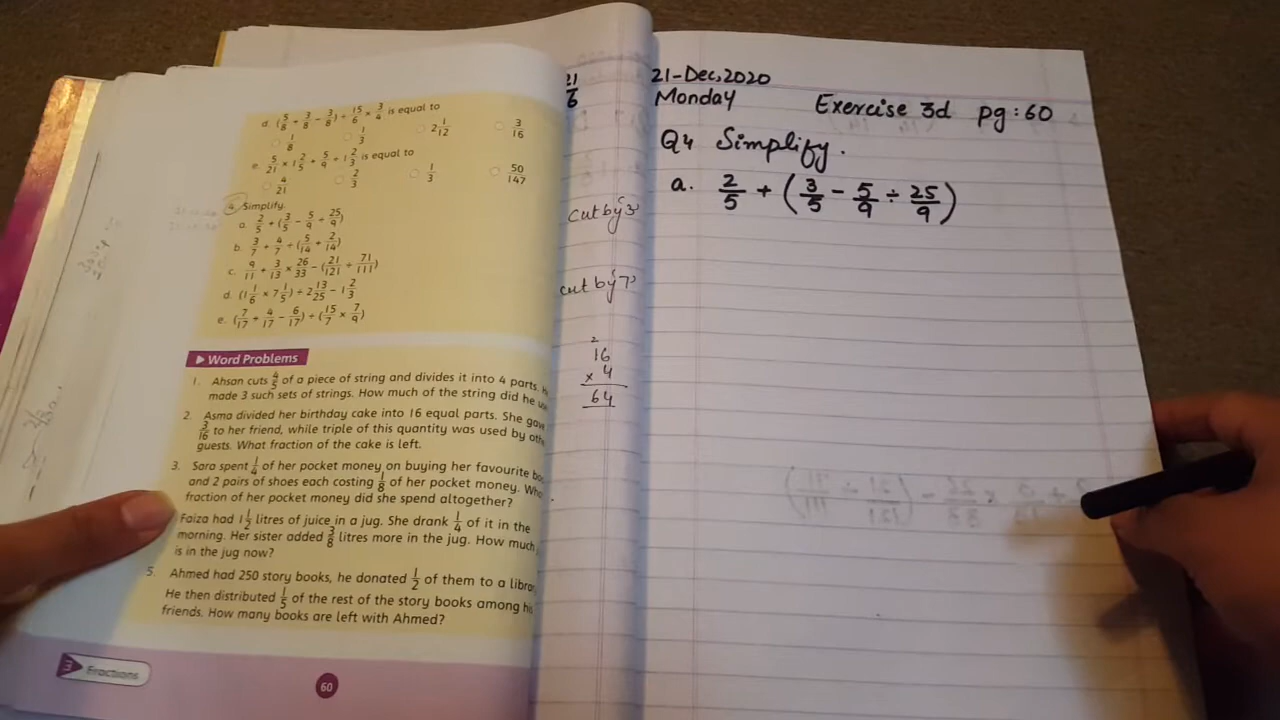 d. (5/8 + 3/8 − 3/8) ÷ 15/6 × 3/4 is equal to
1/8 1/3 2 1/12 3/16
e. 5/21 × 1 2/5 + 5/9 ÷ 1 2/3 is equal to
4/21 2/3 1/3 50/147
4. Simplify.
a. 2/5 + (3/5 − 5/9 ÷ 25/9)
b. 3/7 + 4/7 ÷ (5/14 + 2/14)
c. 9/11 + 3/13 × 26/33 − (21/121 ÷ 71/111)
d. (1 1/6 × 7 1/5) ÷ 2 13/25 − 1 2/3
e. (7/17 + 4/17 − 6/17) ÷ (15/7 × 7/9)
Word Problems
1. Ahsan cuts 4/5 of a piece of string and divides it into 4 parts.
made 3 such sets of strings. How much of the string did he
2. Asma divided her birthday cake into 16 equal parts. She gave
3/16 to her friend, while triple of this quantity was used by
guests. What fraction of the cake is left.
3. Sara spent 1/4 of her pocket money on buying her favourite
and 2 pairs of shoes each costing 1/8 of her pocket money.
fraction of her pocket money did she spend altogether?
Faiza had 1 1/2 litres of juice in a jug. She drank 1/4 of it in the
morning. Her sister added 3/8 litres more in the jug. How much
is in the jug now?
5. Ahmed had 250 story books, he donated 1/2 of them to a
He then distributed 1/5 of the rest of the story books among
friends. How many books are left with Ahmed?
3 Fractions
60
21/6
cut by '3'
cut by '7'
2
16
× 4
64
21-Dec,2020
Monday Exercise 3d pg:60
Q4 Simplify.
a. 2/5 + (3/5 − 5/9 ÷ 25/9)